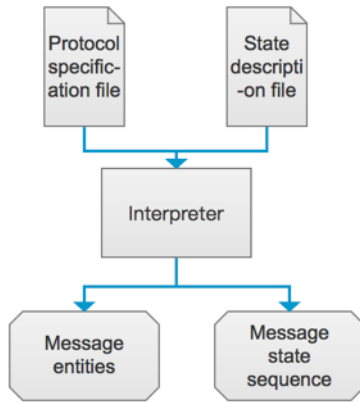 Protocol
specific-
ation file
State
descripti
-on file
Interpreter
Message
entities
Message
state
sequence